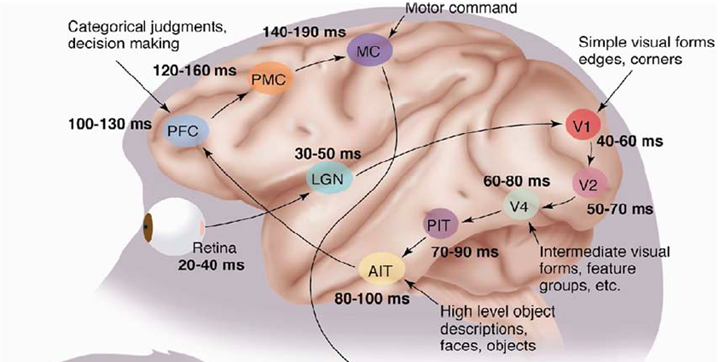 Motor command
Categorical judgments,
decision making
140-190 ms
MC
Simple visual forms
edges, corners
120-160 ms
PMC
100-130 ms
PFC
V1
40-60 ms
30-50 ms
LGN
60-80 ms
V2
V4
50-70 ms
PIT
Retina
20-40 ms
70-90 ms
Intermediate visual
forms, feature
groups, etc.
AIT
80-100 ms
High level object
descriptions,
faces, objects